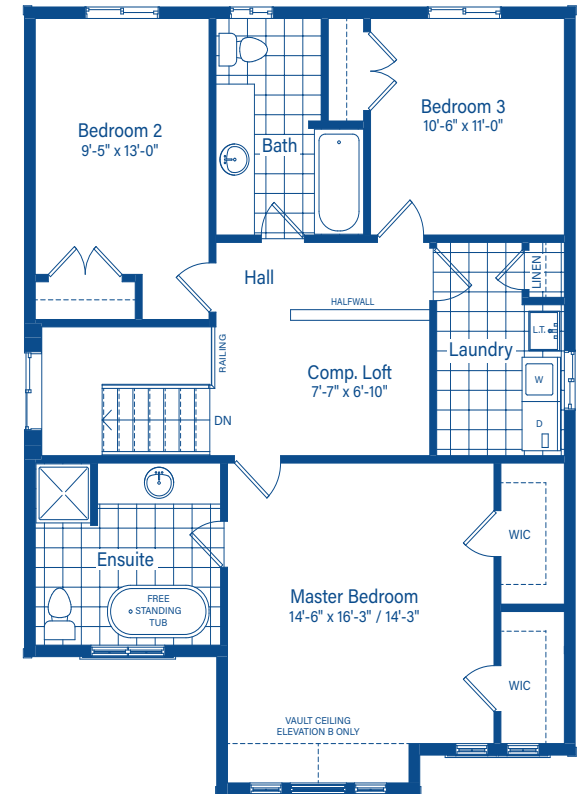 Bedroom 2
9'-5" x 13'-0"
Bath
Bedroom 3
10'-6" x 11'-0"
Hall
HALFWALL
LINEN
L.T.
Laundry
W
D
RAILING
Comp. Loft
7'-7" x 6'-10"
DN
Ensuite
FREE
STANDING
TUB
WIC
Master Bedroom
14'-6" x 16'-3" / 14'-3"
WIC
VAULT CEILING
ELEVATION B ONLY